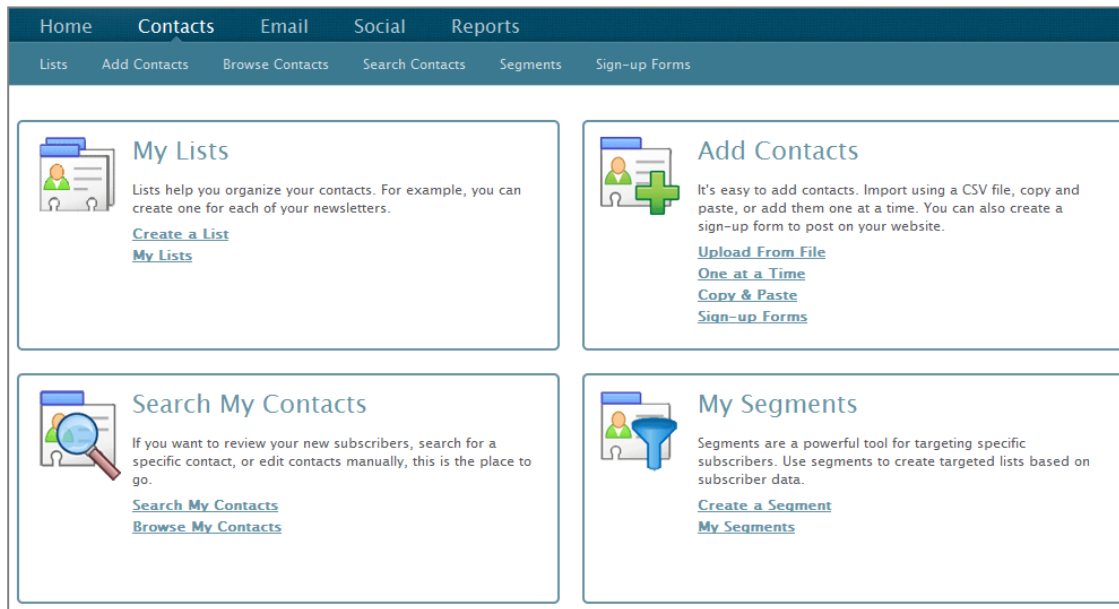 Home Contacts Email Social Reports
Lists Add Contacts Browse Contacts Search Contacts Segments Sign-up Forms
My Lists
Lists help you organize your contacts. For example, you can
create one for each of your newsletters.
Create a List
My Lists
Add Contacts
It's easy to add contacts. Import using a CSV file, copy and
paste, or add them one at a time. You can also create a
sign-up form to post on your website.
Upload From File
One at a Time
Copy & Paste
Sign-up Forms
Search My Contacts
If you want to review your new subscribers, search for a
specific contact, or edit contacts manually, this is the place to
go.
Search My Contacts
Browse My Contacts
My Segments
Segments are a powerful tool for targeting specific
subscribers. Use segments to create targeted lists based on
subscriber data.
Create a Segment
My Segments